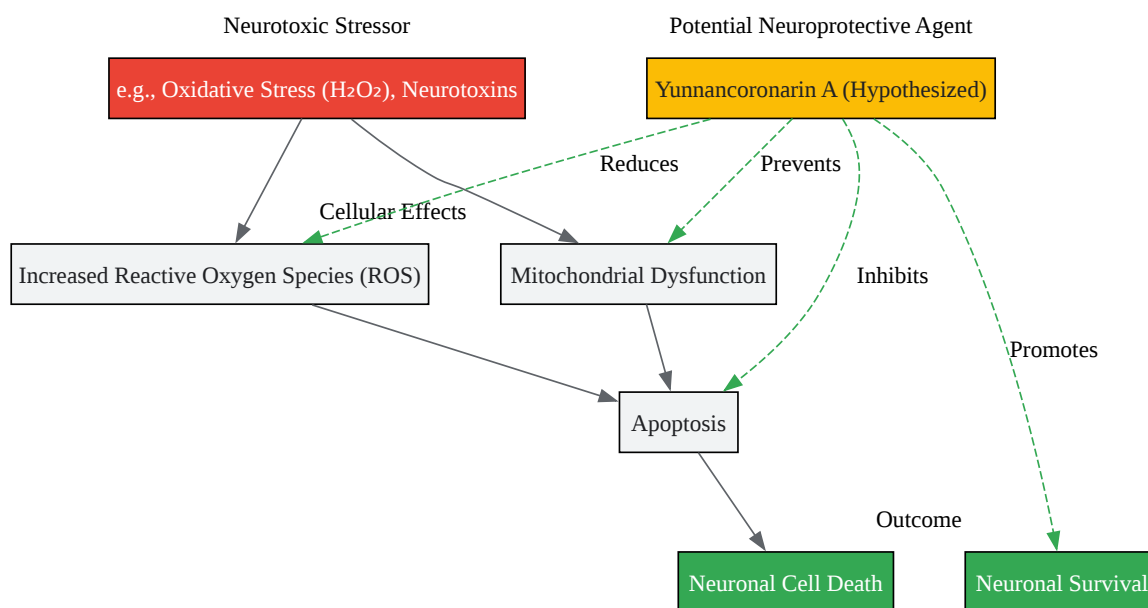 Neurotoxic Stressor
Potential Neuroprotective Agent
e.g., Oxidative Stress (H₂O₂), Neurotoxins
Yunnancoronarin A (Hypothesized)
Reduces
Prevents
Cellular Effects
Increased Reactive Oxygen Species (ROS)
Mitochondrial Dysfunction
Inhibits
Promotes
Apoptosis
Outcome
Neuronal Cell Death
Neuronal Survival